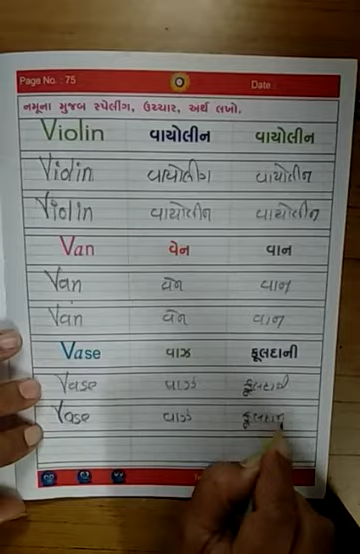 Page No. : 75 Date :
નમૂના મુજબ સ્પેલીંગ, ઉચ્ચાર, અર્થ લખો.
Violin વાયોલીન વાયોલીન
Violin વાયોલીન વાયોલીન
Violin વાયોલીન વાયોલીન
Van વેન વાન
Van વેન વાન
Van વેન વાન
Vase વાઝ ફૂલદાની
Vase વાઝ ફૂલદાની
Vase વાઝ